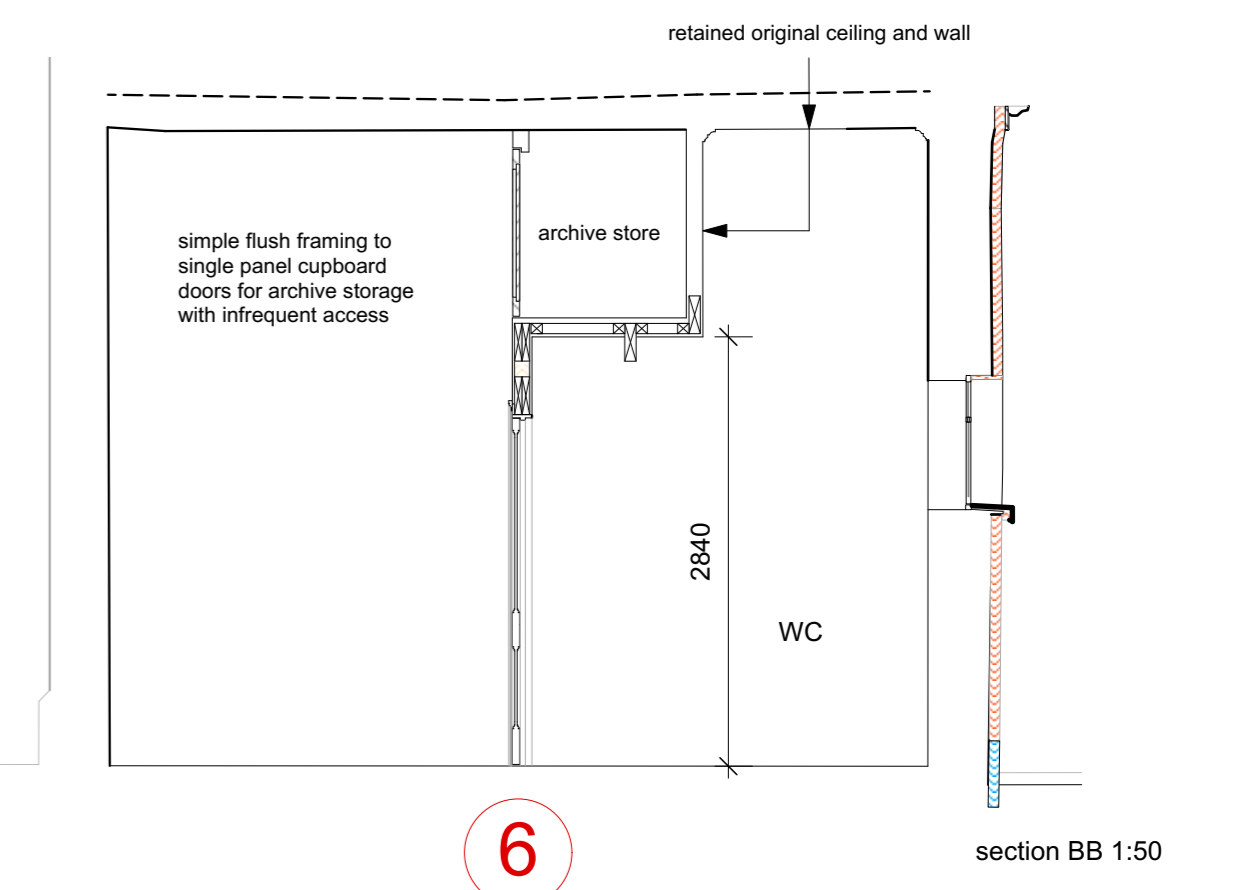 retained original ceiling and wall
simple flush framing to
single panel cupboard
doors for archive storage
with infrequent access
archive store
2840
WC
6
section BB 1:50